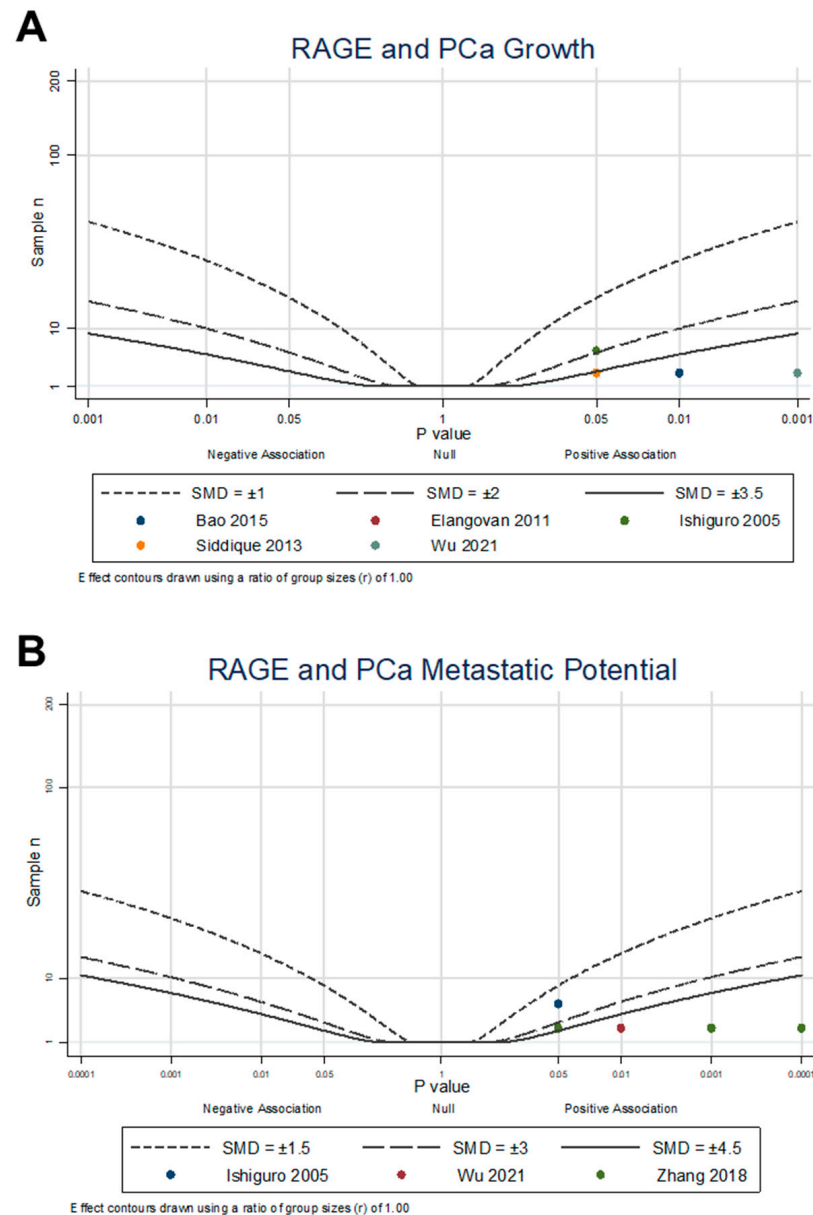 A
RAGE and PCa Growth
200
100
10
1
Sample n
0.001 0.01 0.05 1 0.05 0.01 0.001
P value
Negative Association Null Positive Association
SMD = ±1 SMD = ±2 SMD = ±3.5
Bao 2015 Elangovan 2011 Ishiguro 2005
Siddique 2013 Wu 2021
Effect contours drawn using a ratio of group sizes (r) of 1.00
B
RAGE and PCa Metastatic Potential
200
100
10
1
Sample n
0.0001 0.001 0.01 0.05 1 0.05 0.01 0.001 0.0001
P value
Negative Association Null Positive Association
SMD = ±1.5 SMD = ±3 SMD = ±4.5
Ishiguro 2005 Wu 2021 Zhang 2018
Effect contours drawn using a ratio of group sizes (r) of 1.00